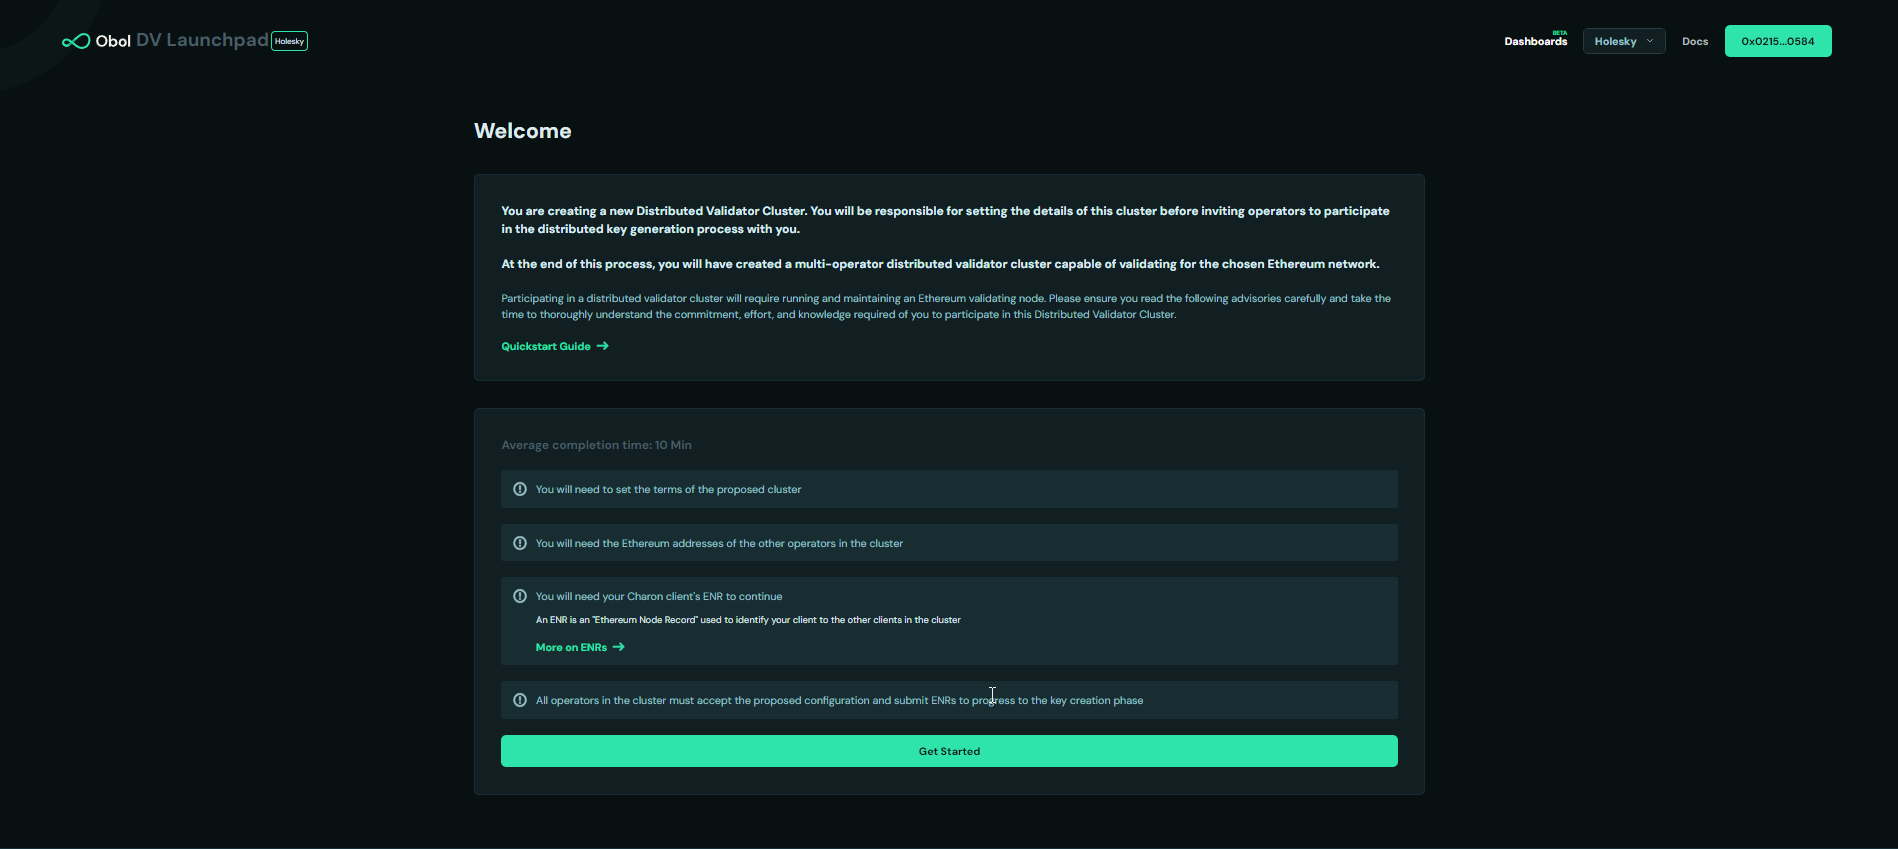 Obol DV Launchpad Holesky
Dashboards BETA
Holesky
Docs
0x0215...0584
Welcome
You are creating a new Distributed Validator Cluster. You will be responsible for setting the details of this cluster before inviting operators to participate
in the distributed key generation process with you.
At the end of this process, you will have created a multi-operator distributed validator cluster capable of validating for the chosen Ethereum network.
Participating in a distributed validator cluster will require running and maintaining an Ethereum validating node. Please ensure you read the following advisories carefully and take the
time to thoroughly understand the commitment, effort, and knowledge required of you to participate in this Distributed Validator Cluster.
Quickstart Guide →
Average completion time: 10 Min
You will need to set the terms of the proposed cluster
You will need the Ethereum addresses of the other operators in the cluster
You will need your Charon client's ENR to continue
An ENR is an "Ethereum Node Record" used to identify your client to the other clients in the cluster
More on ENRs →
All operators in the cluster must accept the proposed configuration and submit ENRs to progress to the key creation phase
Get Started